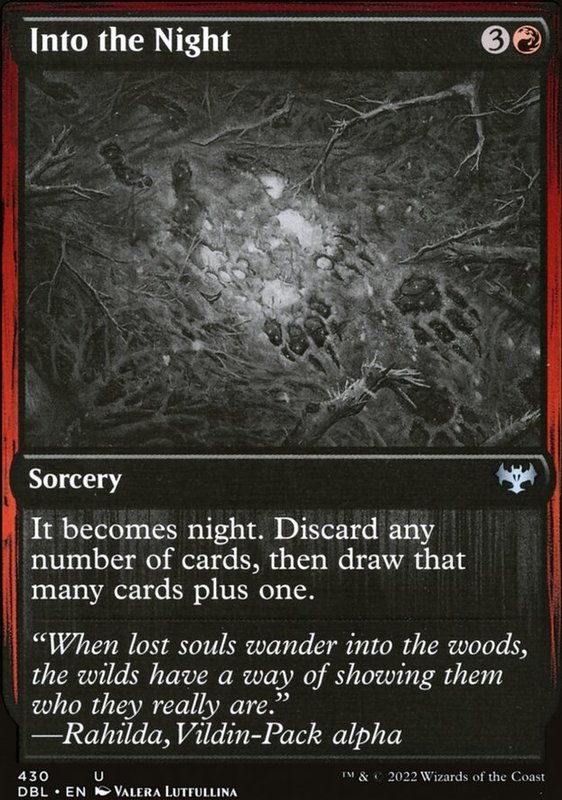 Into the Night 3
Sorcery
It becomes night. Discard any
number of cards, then draw that
many cards plus one.
“When lost souls wander into the woods,
the wilds have a way of showing them
who they really are.”
—Rahilda, Vildin-Pack alpha
430 U
DBL • EN Valera Lutfullina
™ & © 2022 Wizards of the Coast